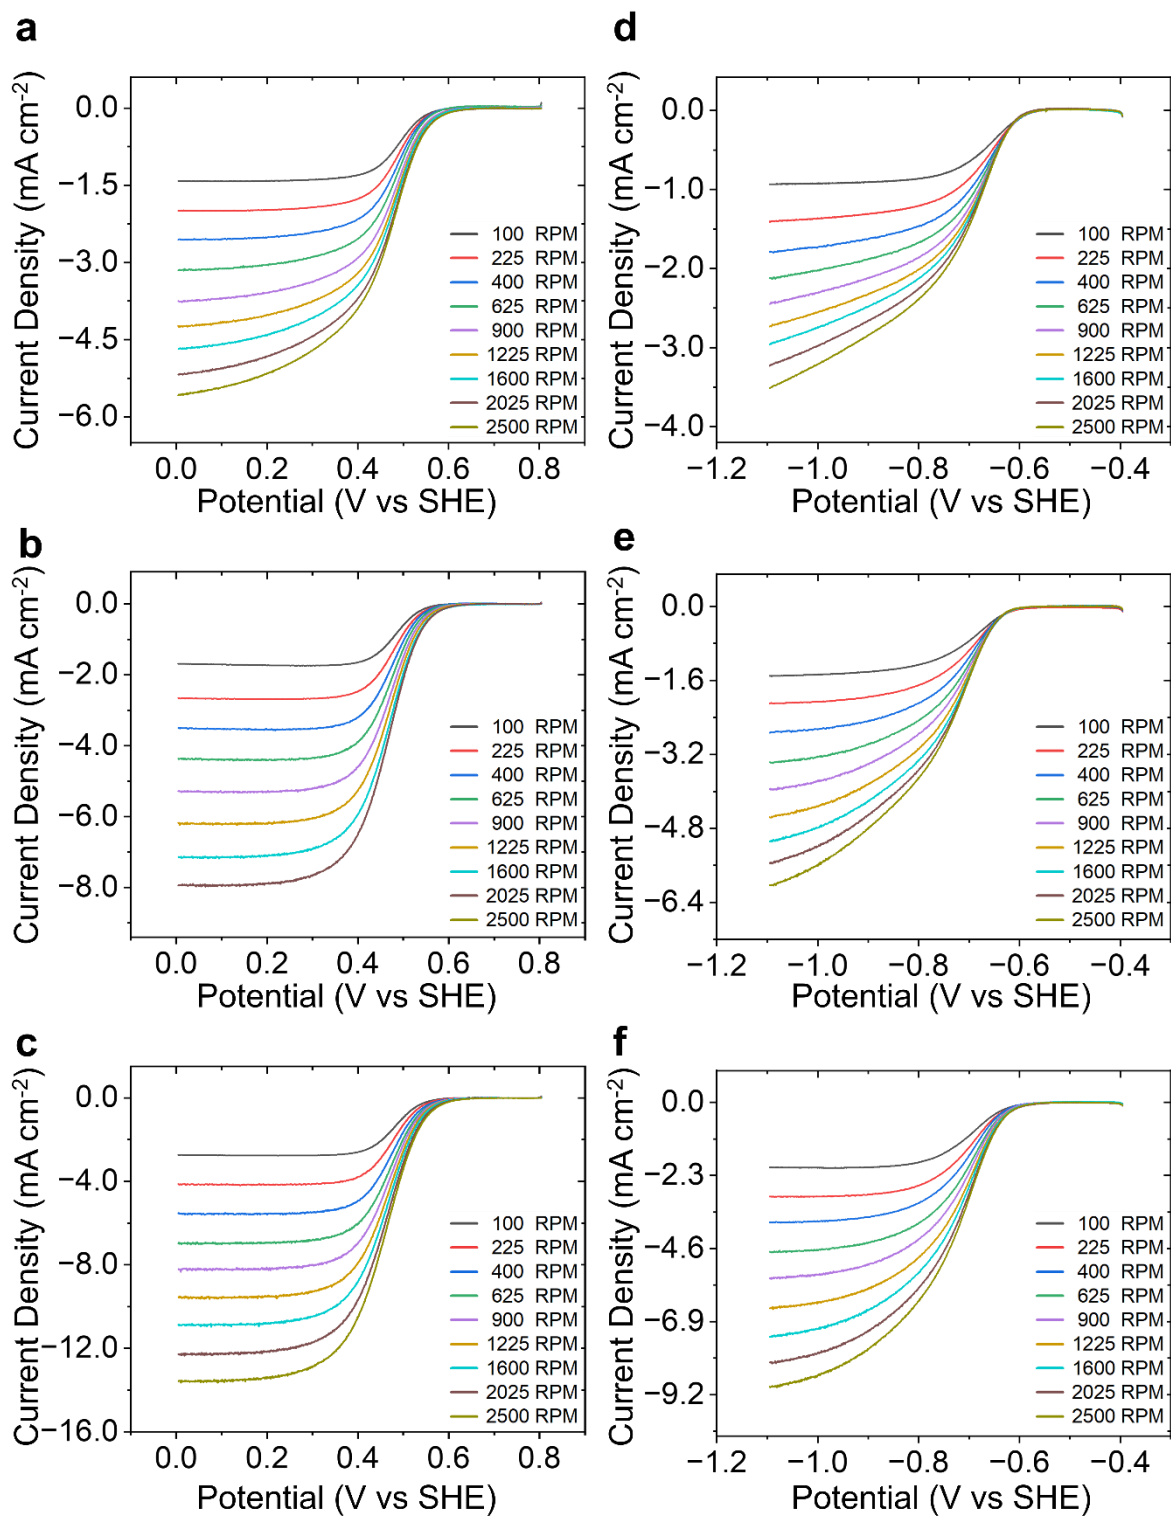 a
Current Density (mA cm-2)
0.0
−1.5
−3.0
−4.5
−6.0
100 RPM
225 RPM
400 RPM
625 RPM
900 RPM
1225 RPM
1600 RPM
2025 RPM
2500 RPM
0.0 0.2 0.4 0.6 0.8
Potential (V vs SHE)
d
Current Density (mA cm-2)
0.0
−1.0
−2.0
−3.0
−4.0
100 RPM
225 RPM
400 RPM
625 RPM
900 RPM
1225 RPM
1600 RPM
2025 RPM
2500 RPM
−1.2 −1.0 −0.8 −0.6 −0.4
Potential (V vs SHE)
b
Current Density (mA cm-2)
0.0
−2.0
−4.0
−6.0
−8.0
100 RPM
225 RPM
400 RPM
625 RPM
900 RPM
1225 RPM
1600 RPM
2025 RPM
2500 RPM
0.0 0.2 0.4 0.6 0.8
Potential (V vs SHE)
e
Current Density (mA cm-2)
0.0
−1.6
−3.2
−4.8
−6.4
100 RPM
225 RPM
400 RPM
625 RPM
900 RPM
1225 RPM
1600 RPM
2025 RPM
2500 RPM
−1.2 −1.0 −0.8 −0.6 −0.4
Potential (V vs SHE)
c
Current Density (mA cm-2)
0.0
−4.0
−8.0
−12.0
−16.0
100 RPM
225 RPM
400 RPM
625 RPM
900 RPM
1225 RPM
1600 RPM
2025 RPM
2500 RPM
0.0 0.2 0.4 0.6 0.8
Potential (V vs SHE)
f
Current Density (mA cm-2)
0.0
−2.3
−4.6
−6.9
−9.2
100 RPM
225 RPM
400 RPM
625 RPM
900 RPM
1225 RPM
1600 RPM
2025 RPM
2500 RPM
−1.2 −1.0 −0.8 −0.6 −0.4
Potential (V vs SHE)